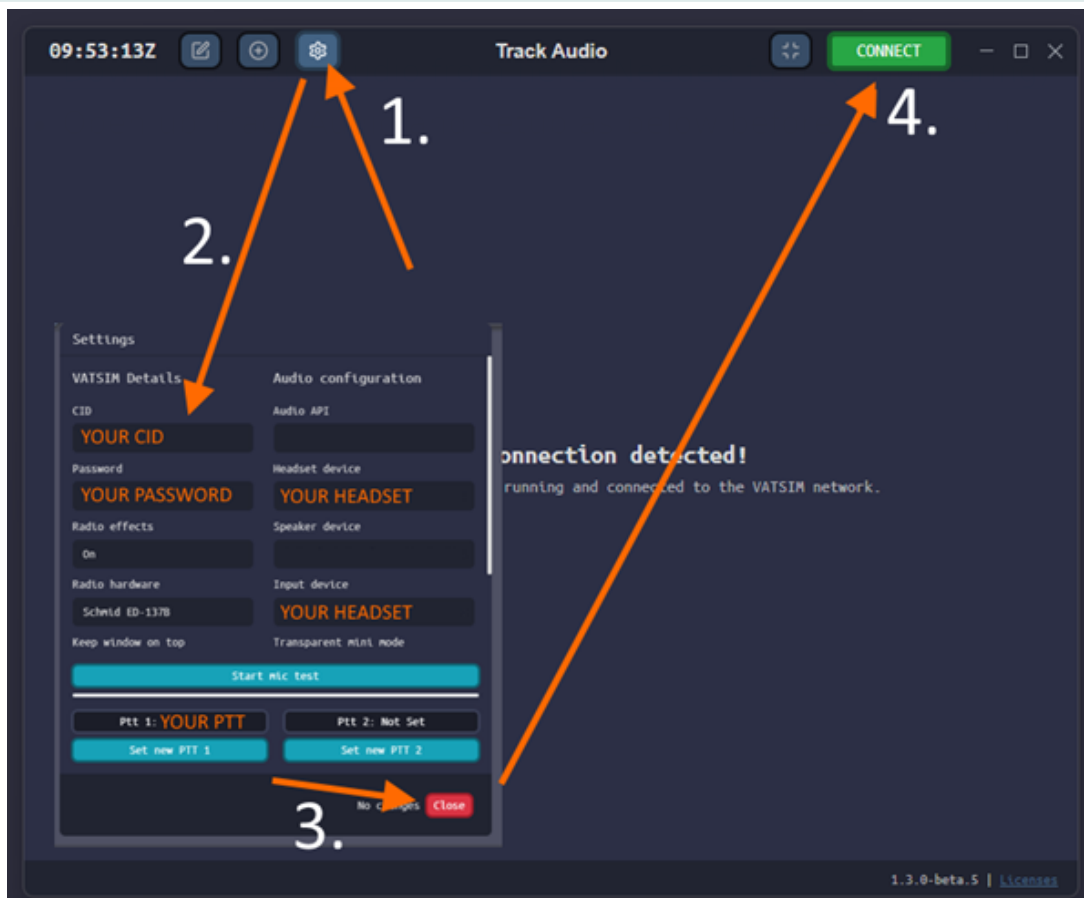 09:53:13Z
Track Audio
CONNECT
1.
4.
2.
Settings
VATSIM Details
Audio configuration
CID
Audio API
YOUR CID
onnection detected!
Password
Headset device
running and connected to the VATSIM network.
YOUR PASSWORD
YOUR HEADSET
Radio effects
Speaker device
On
Radio hardware
Input device
Schmid ED-137B
YOUR HEADSET
Keep window on top
Transparent mini mode
Start mic test
Ptt 1: YOUR PTT
Ptt 2: Not Set
Set new PTT 1
Set new PTT 2
3.
No changes
Close
1.3.0-beta.5 | Licenses